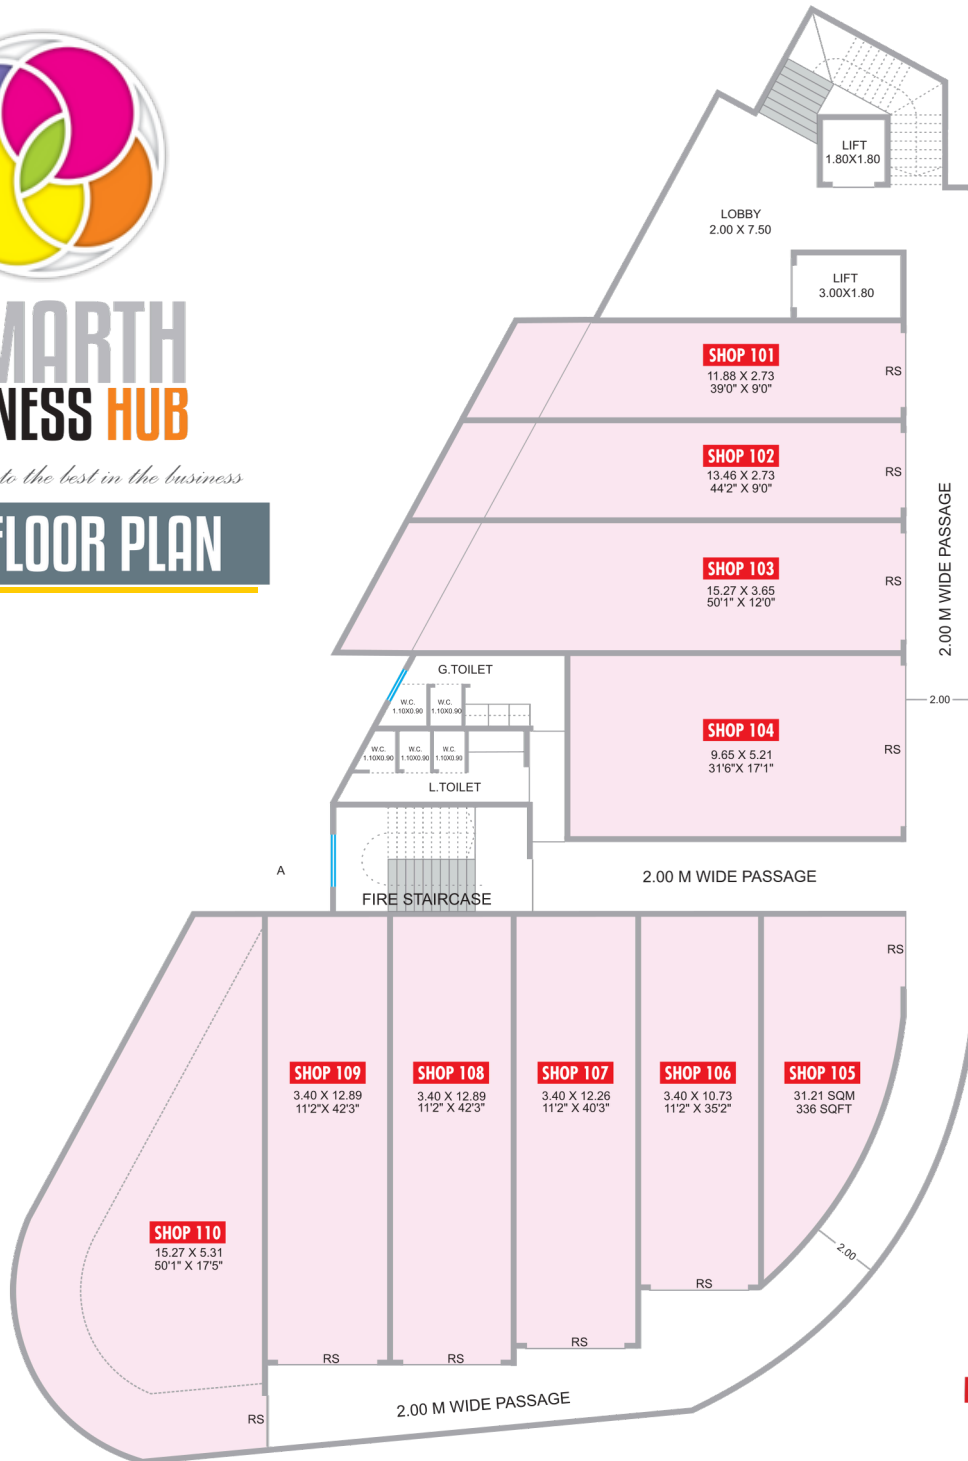 MARTH
NESS HUB
to the best in the business
FLOOR PLAN
LIFT
1.80X1.80
LOBBY
2.00 X 7.50
LIFT
3.00X1.80
SHOP 101
11.88 X 2.73
39'0" X 9'0"
RS
SHOP 102
13.46 X 2.73
44'2" X 9'0"
RS
SHOP 103
15.27 X 3.65
50'1" X 12'0"
RS
2.00 M WIDE PASSAGE
G.TOILET
W.C.
1.10X0.90
W.C.
1.10X0.90
2.00
SHOP 104
9.65 X 5.21
31'6"X 17'1"
RS
W.C.
1.10X0.90
W.C.
1.10X0.90
W.C.
1.10X0.90
L.TOILET
A
2.00 M WIDE PASSAGE
FIRE STAIRCASE
RS
SHOP 109
3.40 X 12.89
11'2"X 42'3"
SHOP 108
3.40 X 12.89
11'2" X 42'3"
SHOP 107
3.40 X 12.26
11'2" X 40'3"
SHOP 106
3.40 X 10.73
11'2" X 35'2"
SHOP 105
31.21 SQM
336 SQFT
SHOP 110
15.27 X 5.31
50'1" X 17'5"
2.00
RS
RS
RS
RS
RS
2.00 M WIDE PASSAGE